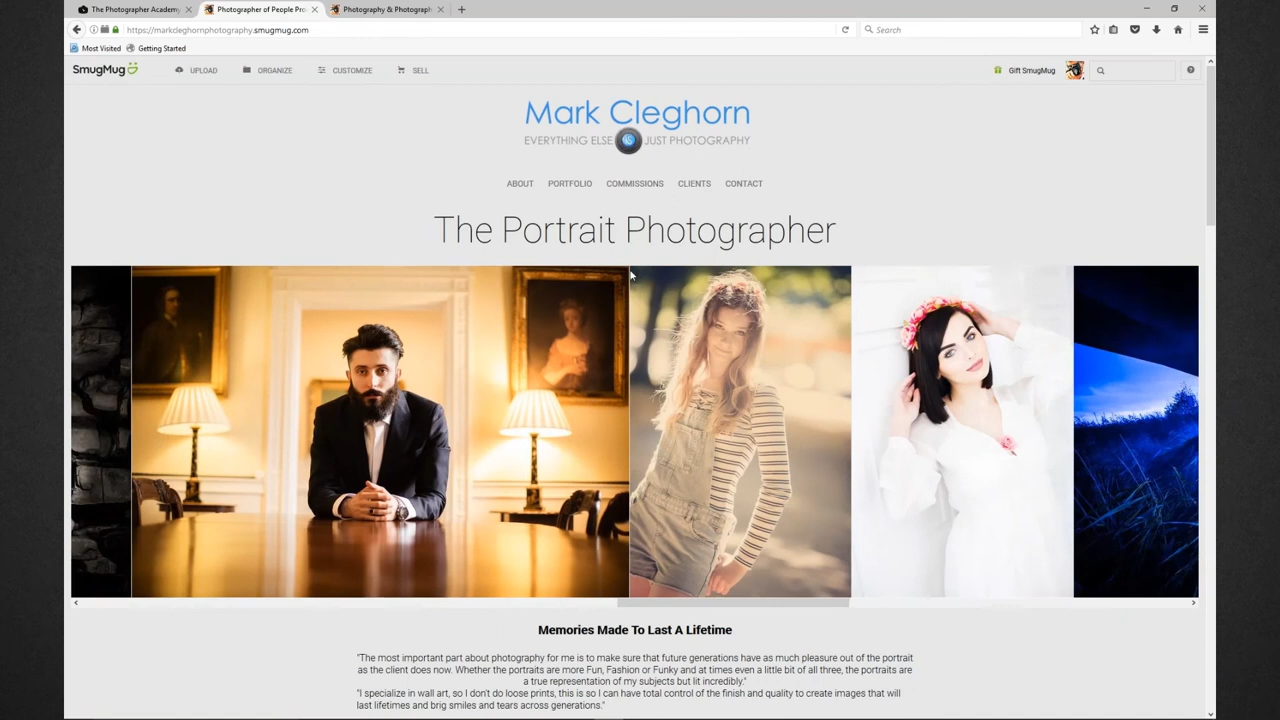 The Photographer Academy
Photographer of People Pro
Photography & Photograph
https://markcleghornphotography.smugmug.com
Search
Most Visited
Getting Started
SmugMug
UPLOAD
ORGANIZE
CUSTOMIZE
SELL
Gift SmugMug
Mark Cleghorn
EVERYTHING ELSE JUST PHOTOGRAPHY
ABOUT
PORTFOLIO
COMMISSIONS
CLIENTS
CONTACT
The Portrait Photographer
Memories Made To Last A Lifetime
"The most important part about photography for me is to make sure that future generations have as much pleasure out of the portrait
as the client does now. Whether the portraits are more Fun, Fashion or Funky and at times even a little bit of all three, the portraits are
a true representation of my subjects but lit incredibly."
"I specialize in wall art, so I don't do loose prints, this is so I can have total control of the finish and quality to create images that will
last lifetimes and brig smiles and tears across generations."